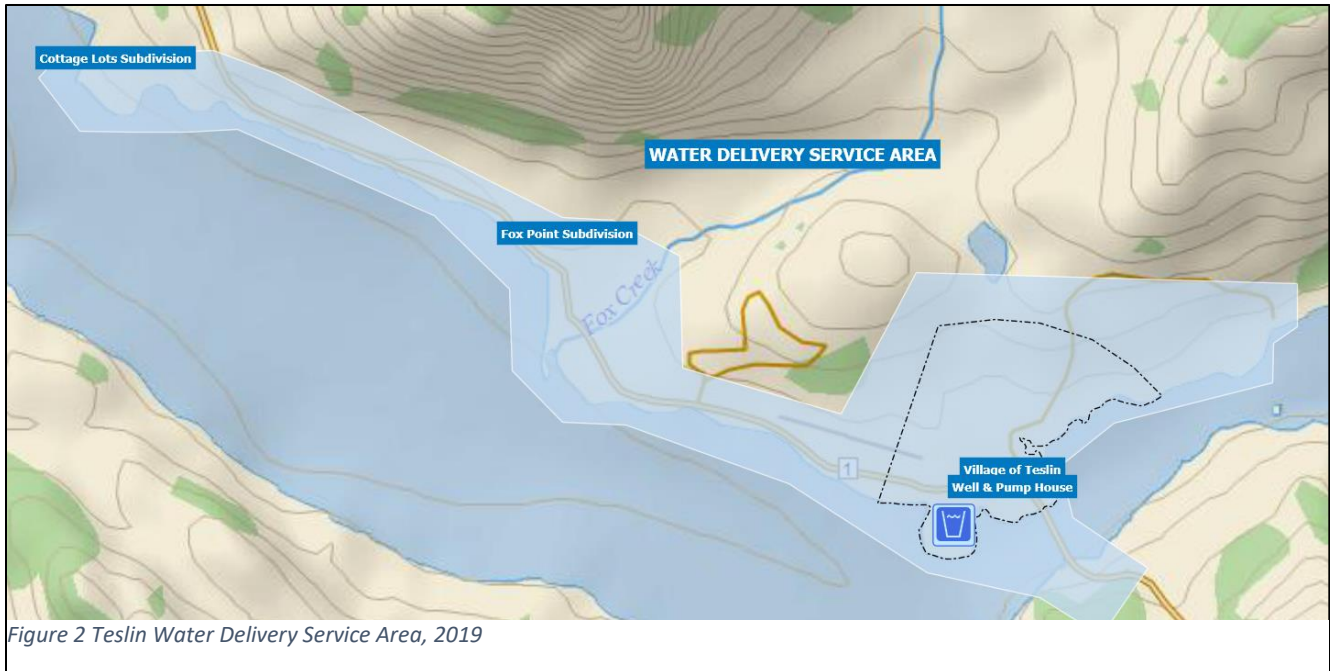 Cottage Lots Subdivision
WATER DELIVERY SERVICE AREA
Fox Point Subdivision
Fox Creek
1
Village of Teslin
Well & Pump House
Figure 2 Teslin Water Delivery Service Area, 2019